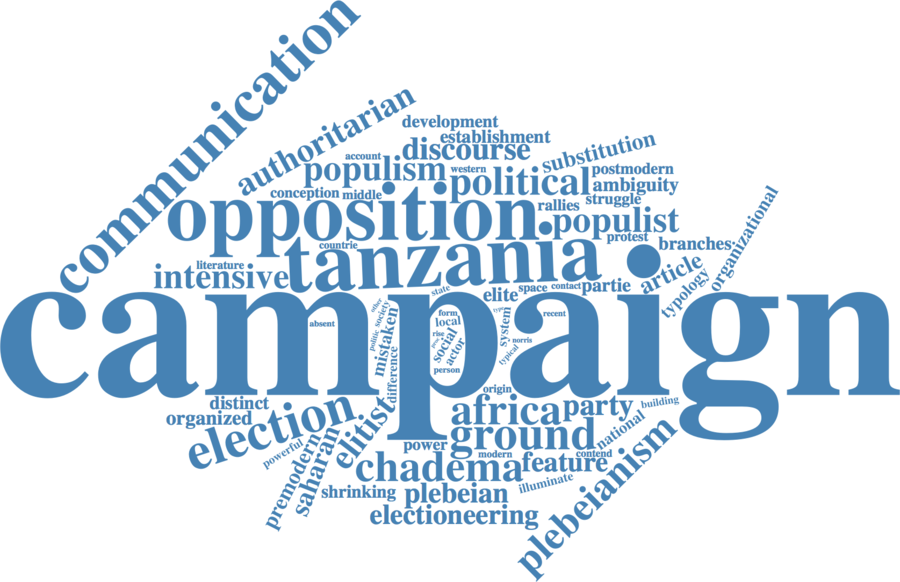 communication
authoritarian
development
establishment
discourse
substitution
account
populism
western
political
postmodern
ambiguity
conception
middle
struggle
opposition
rallies
populist
organizational
countrie
protest
branches
tanzania
literature
intensive
article
typology
state
elite
space
contact
partie
campaign
other
society
politic
mistaken
difference
absent
form
local
rise
social
actor
person
system
recent
norris
typical
origin
distinct
organized
election
elitist
africa
party
building
power
ground
national
plebeianism
powerful
premodern
saharan
modern
contend
chadema
feature
illuminate
shrinking
plebeian
electioneering